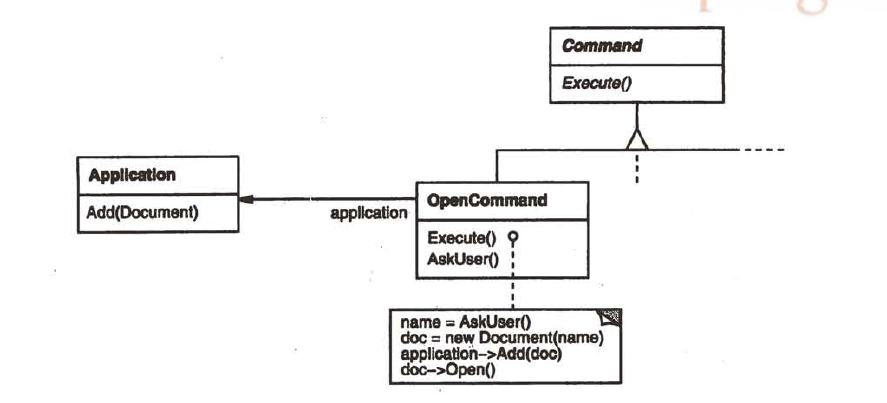 Command
Execute()
Application
Add(Document)
application
OpenCommand
Execute()
AskUser()
name = AskUser()
doc = new Document(name)
application->Add(doc)
doc->Open()